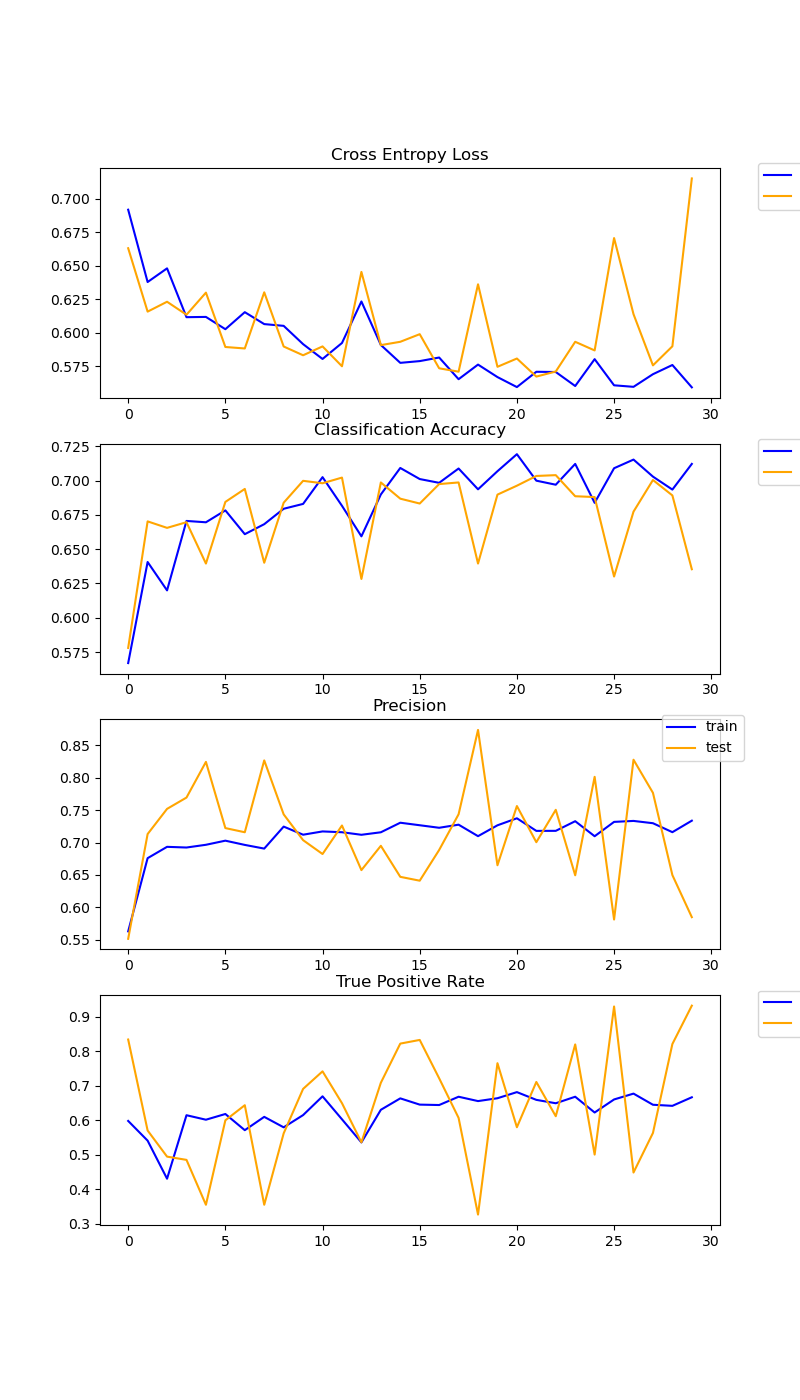 Cross Entropy Loss
0.700
0.675
0.650
0.625
0.600
0.575
0 5 10 15 20 25 30
Classification Accuracy
0.725
0.700
0.675
0.650
0.625
0.600
0.575
0 5 10 15 20 25 30
Precision
train
test
0.85
0.80
0.75
0.70
0.65
0.60
0.55
0 5 10 15 20 25 30
True Positive Rate
0.9
0.8
0.7
0.6
0.5
0.4
0.3
0 5 10 15 20 25 30